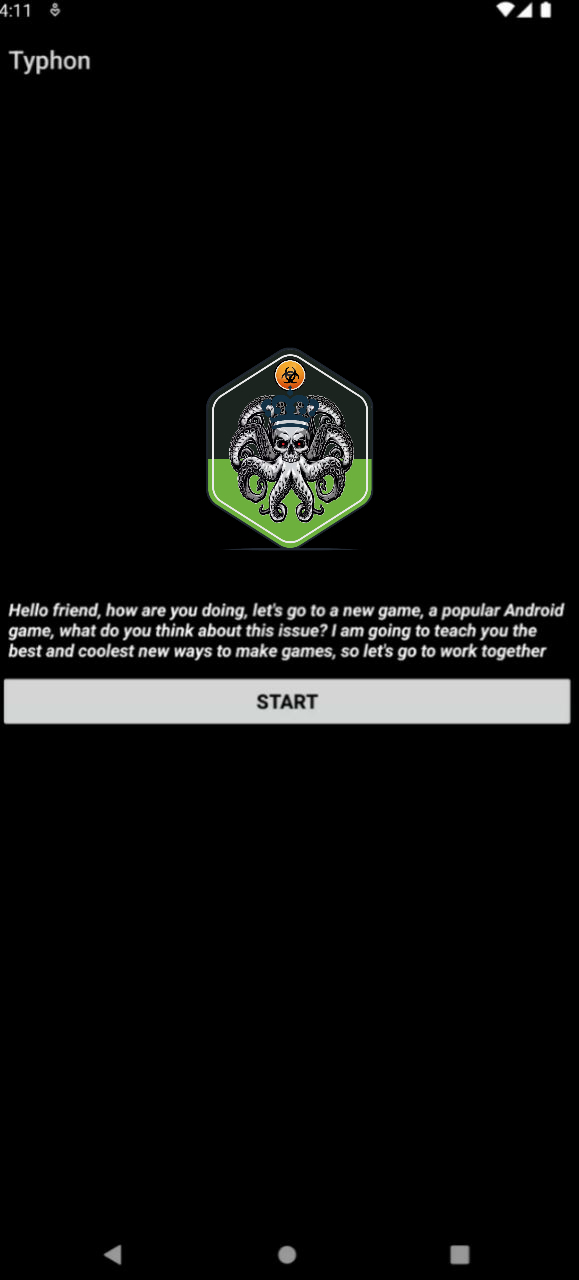 4:11
Typhon
Hello friend, how are you doing, let's go to a new game, a popular Android
game, what do you think about this issue? I am going to teach you the
best and coolest new ways to make games, so let's go to work together
START